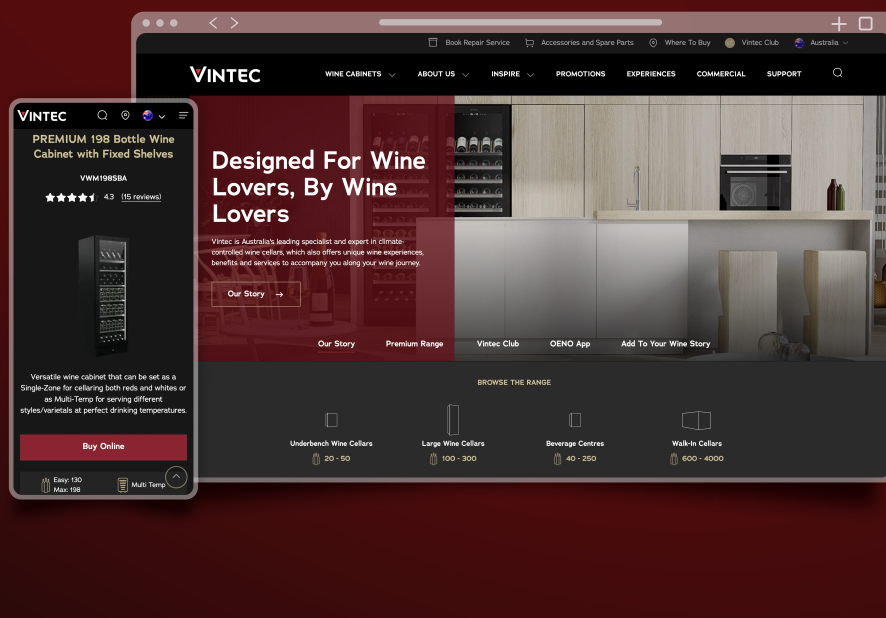 Book Repair Service
Accessories and Spare Parts
Where To Buy
Vintec Club
Australia
VINTEC
WINE CABINETS
ABOUT US
INSPIRE
PROMOTIONS
EXPERIENCES
COMMERCIAL
SUPPORT
Designed For Wine
Lovers, By Wine
Lovers
Vintec is Australia's leading specialist and expert in climate-
controlled wine cellars, which also offers unique wine experiences,
benefits and services to accompany you along your wine journey.
Our Story
Our Story
Premium Range
Vintec Club
OENO App
Add To Your Wine Story
BROWSE THE RANGE
Underbench Wine Cellars
20 - 50
Large Wine Cellars
100 - 300
Beverage Centres
40 - 250
Walk-In Cellars
600 - 4000
VINTEC
PREMIUM 198 Bottle Wine
Cabinet with Fixed Shelves
VWM198SBA
4.3 (15 reviews)
Versatile wine cabinet that can be set as a
Single-Zone for cellaring both reds and whites or
as Multi-Temp for serving different
styles/varietals at perfect drinking temperatures.
Buy Online
Easy: 130
Max: 198
Multi Temp